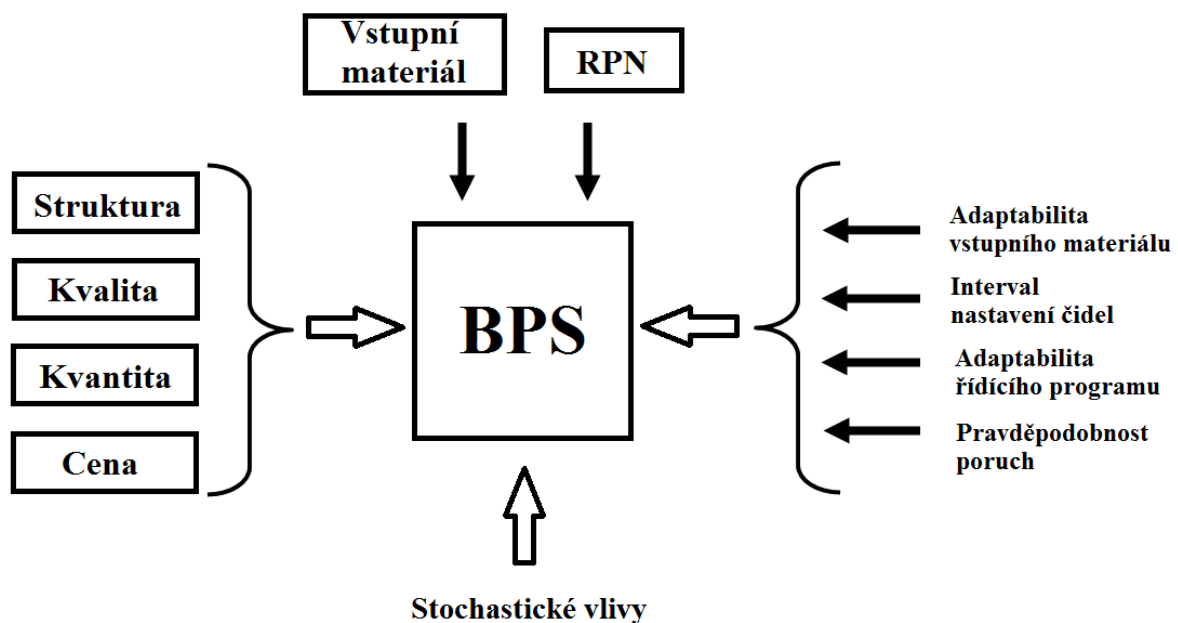 Vstupní
materiál
RPN
Struktura
Kvalita
Kvantita
Cena
BPS
Adaptabilita
vstupního materiálu
Interval
nastavení čidel
Adaptabilita
řídícího programu
Pravděpodobnost
poruch
Stochastické vlivy